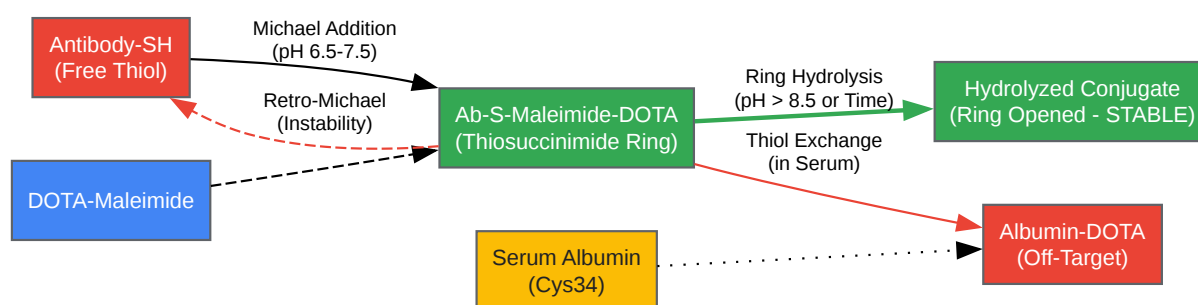 Antibody-SH
(Free Thiol)
Michael Addition
(pH 6.5-7.5)
Retro-Michael
(Instability)
DOTA-Maleimide
Ab-S-Maleimide-DOTA
(Thiosuccinimide Ring)
Ring Hydrolysis
(pH > 8.5 or Time)
Thiol Exchange
(in Serum)
Hydrolyzed Conjugate
(Ring Opened - STABLE)
Serum Albumin
(Cys34)
Albumin-DOTA
(Off-Target)